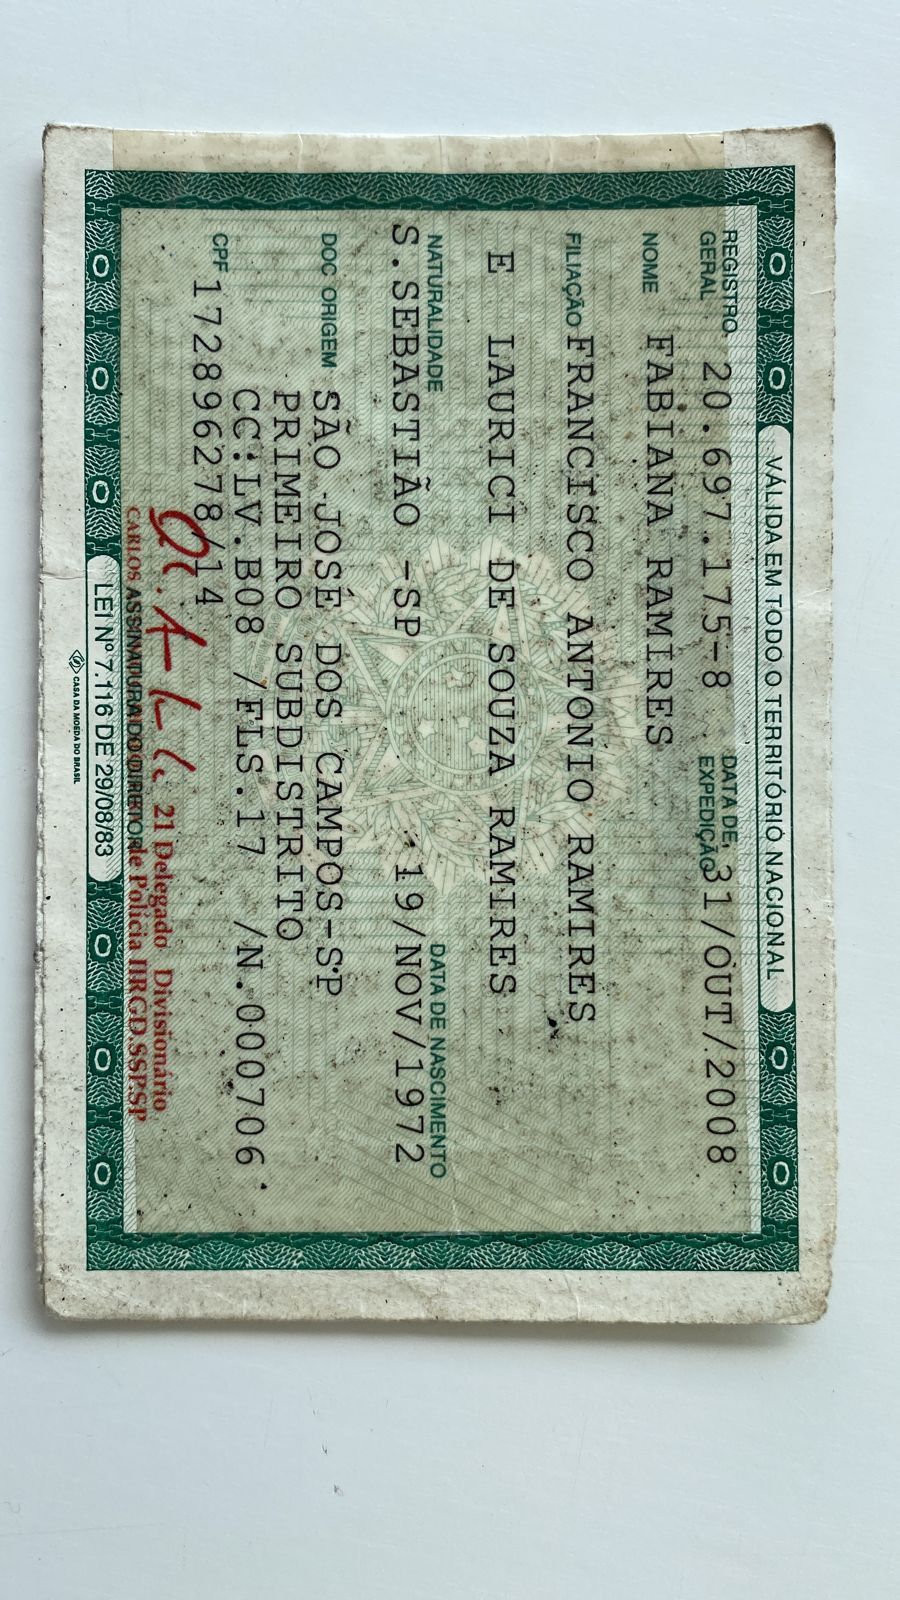 VÁLIDA EM TODO O TERRITÓRIO NACIONAL
REGISTRO GERAL 20.697.175-8 DATA DE EXPEDIÇÃO 31/OUT/2008
NOME FABIANA RAMIRES
FILIAÇÃO FRANCISCO ANTONIO RAMIRES
E LAURICI DE SOUZA RAMIRES
NATURALIDADE DATA DE NASCIMENTO
S.SEBASTIÃO -SP 19/NOV/1972
DOC ORIGEM SÃO JOSÉ DOS CAMPOS-SP
PRIMEIRO SUBDISTRITO
CC:LV.B08 /FLS.17 /N.000706
CPF 172896278/14
21 Delegado Divisionário
CARLOS ASSINATURA DO DIRETOR de Polícia IIRGD.SSP.SP
LEI Nº 7.116 DE 29/08/83
CASA DA MOEDA DO BRASIL